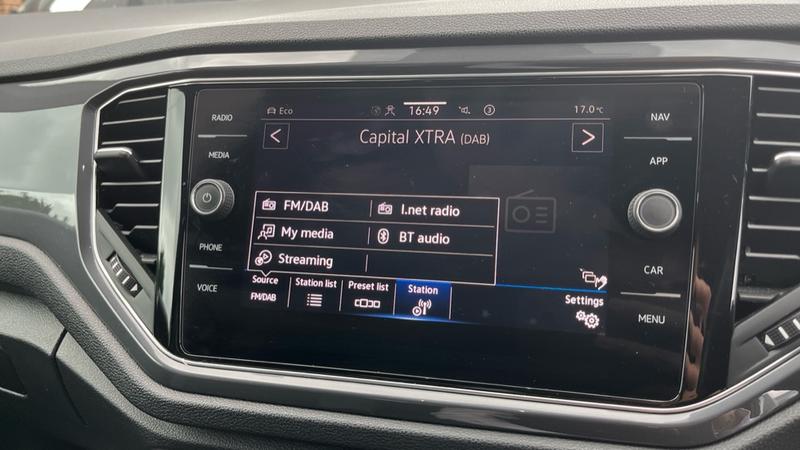 RADIO
MEDIA
PHONE
VOICE
Eco
16:49
3
17.0°C
Capital XTRA (DAB)
FM/DAB
I.net radio
My media
BT audio
Streaming
Source
FM/DAB
Station list
Preset list
Station
Settings
NAV
APP
CAR
MENU